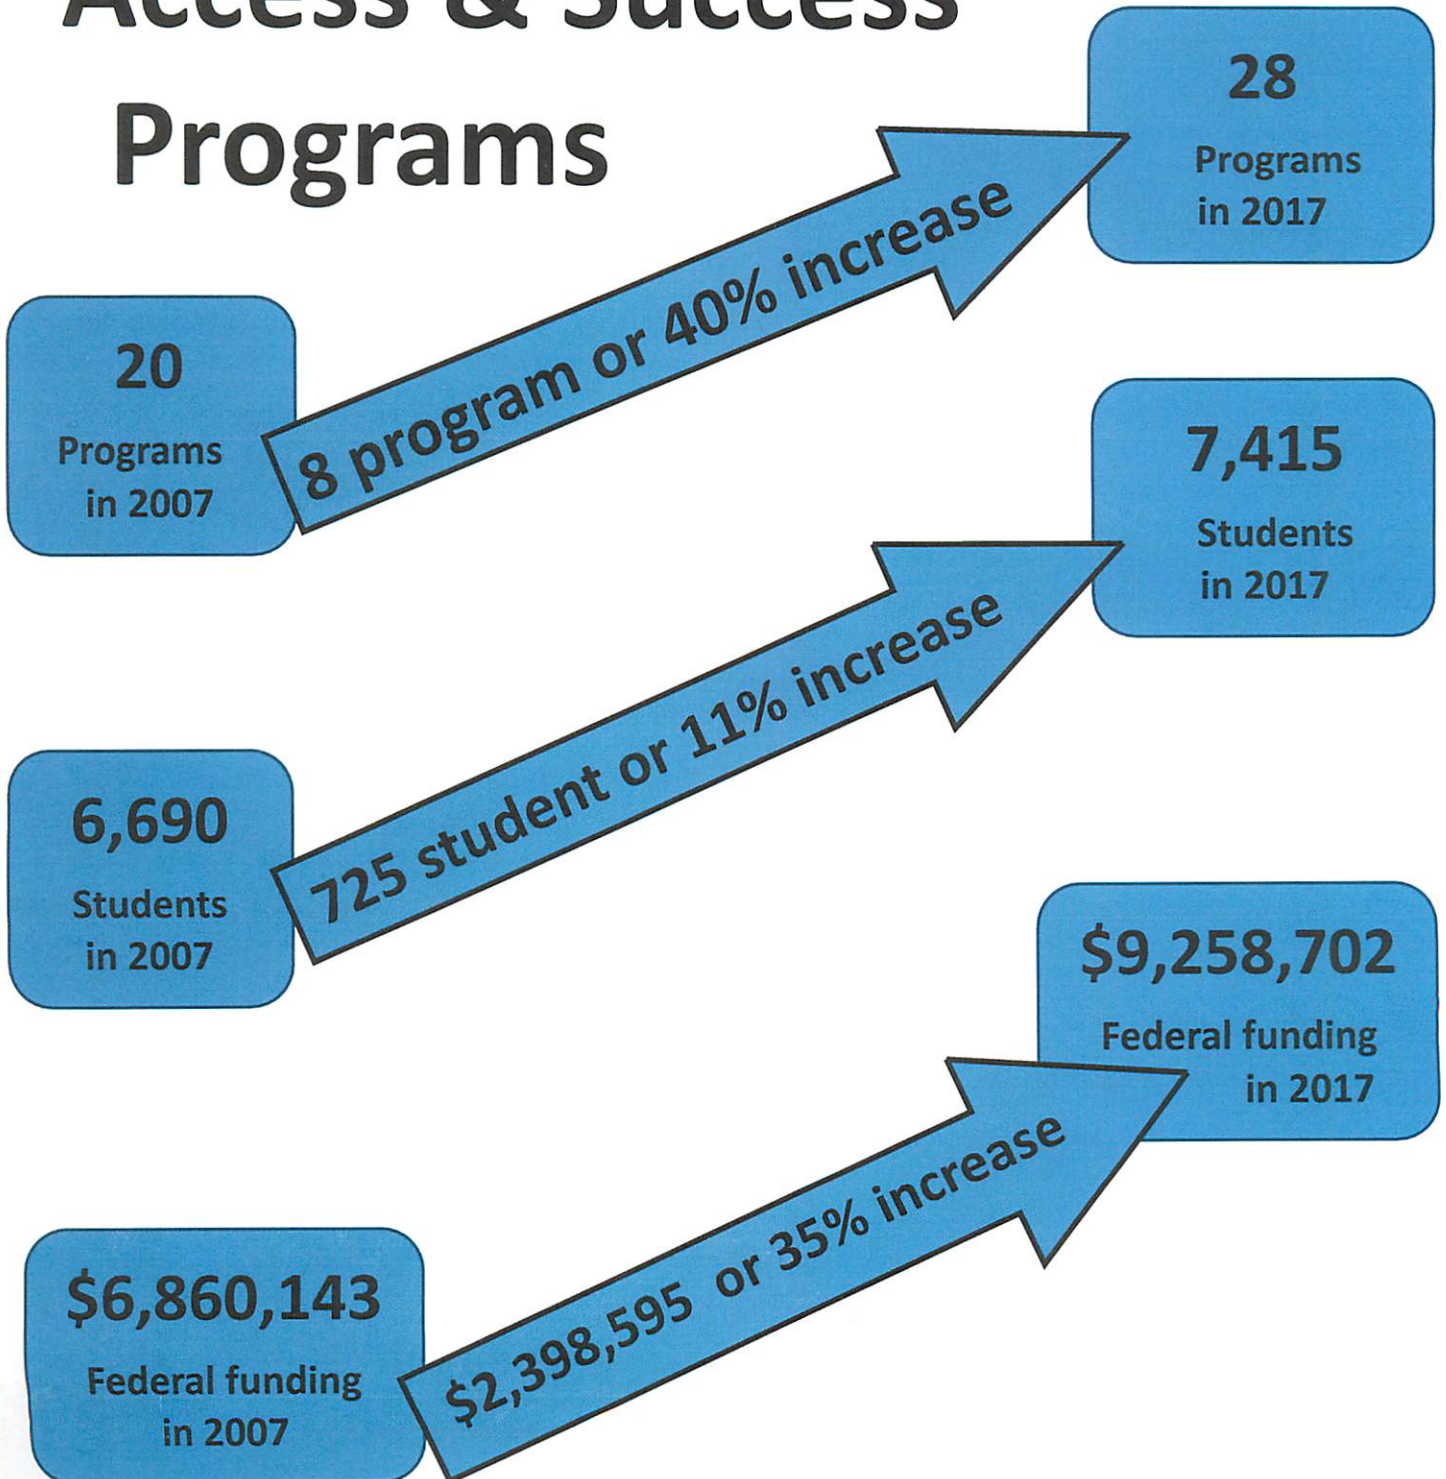 Access & Success
Programs
28
Programs
in 2017
8 program or 40% increase
20
Programs
in 2007
7,415
Students
in 2017
725 student or 11% increase
6,690
Students
in 2007
$9,258,702
Federal funding
in 2017
$2,398,595 or 35% increase
$6,860,143
Federal funding
in 2007